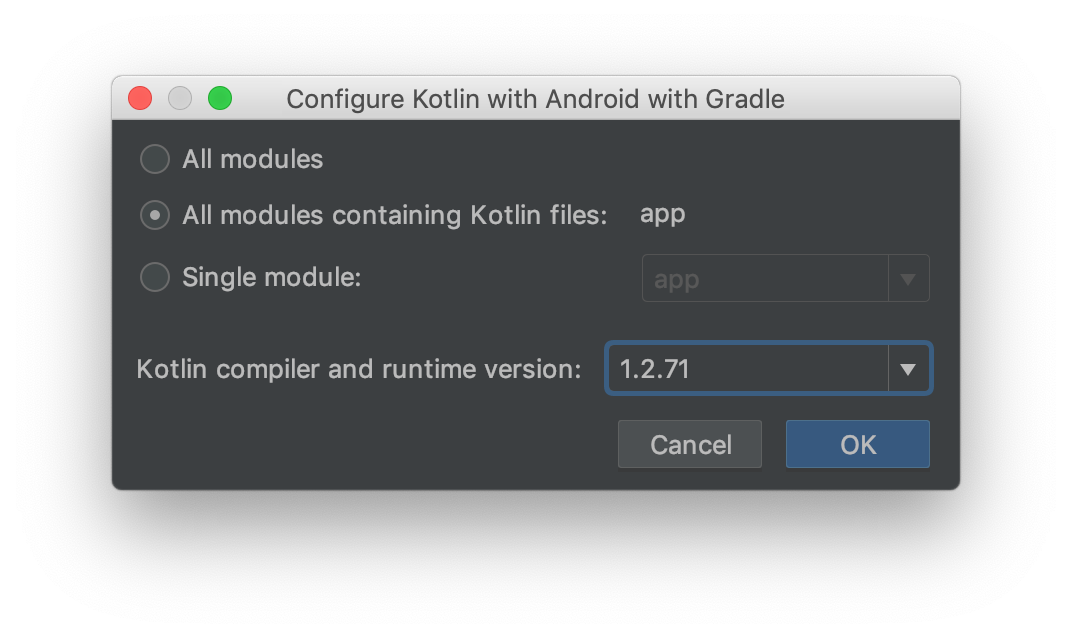 Configure Kotlin with Android with Gradle
All modules
All modules containing Kotlin files: app
Single module: app
Kotlin compiler and runtime version: 1.2.71
Cancel OK